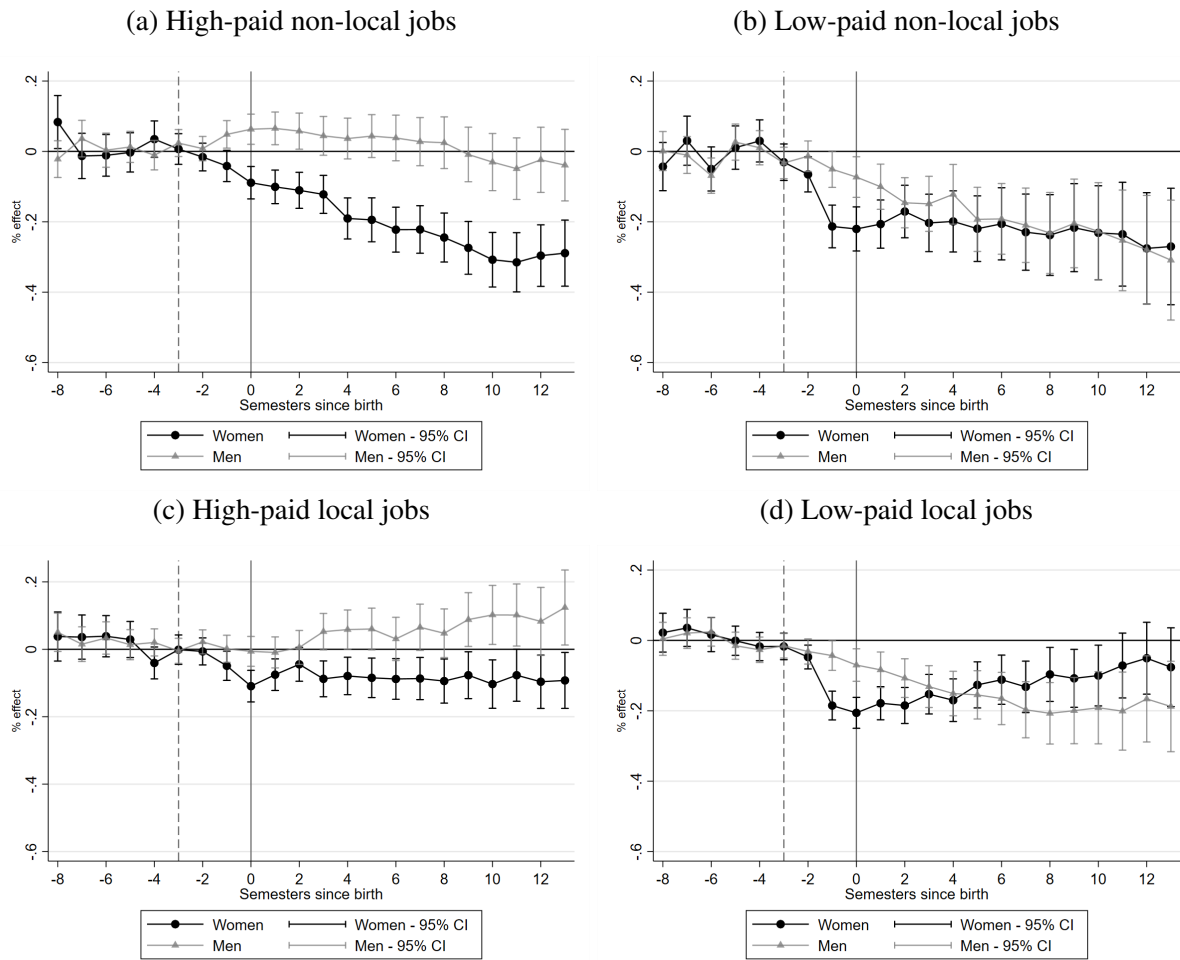 (a) High-paid non-local jobs
.2
0
-.2
-.4
-.6
% effect
-8 -6 -4 -2 0 2 4 6 8 10 12
Semesters since birth
Women Women - 95% CI
Men Men - 95% CI
(b) Low-paid non-local jobs
.2
0
-.2
-.4
-.6
% effect
-8 -6 -4 -2 0 2 4 6 8 10 12
Semesters since birth
Women Women - 95% CI
Men Men - 95% CI
(c) High-paid local jobs
.2
0
-.2
-.4
-.6
% effect
-8 -6 -4 -2 0 2 4 6 8 10 12
Semesters since birth
Women Women - 95% CI
Men Men - 95% CI
(d) Low-paid local jobs
.2
0
-.2
-.4
-.6
% effect
-8 -6 -4 -2 0 2 4 6 8 10 12
Semesters since birth
Women Women - 95% CI
Men Men - 95% CI